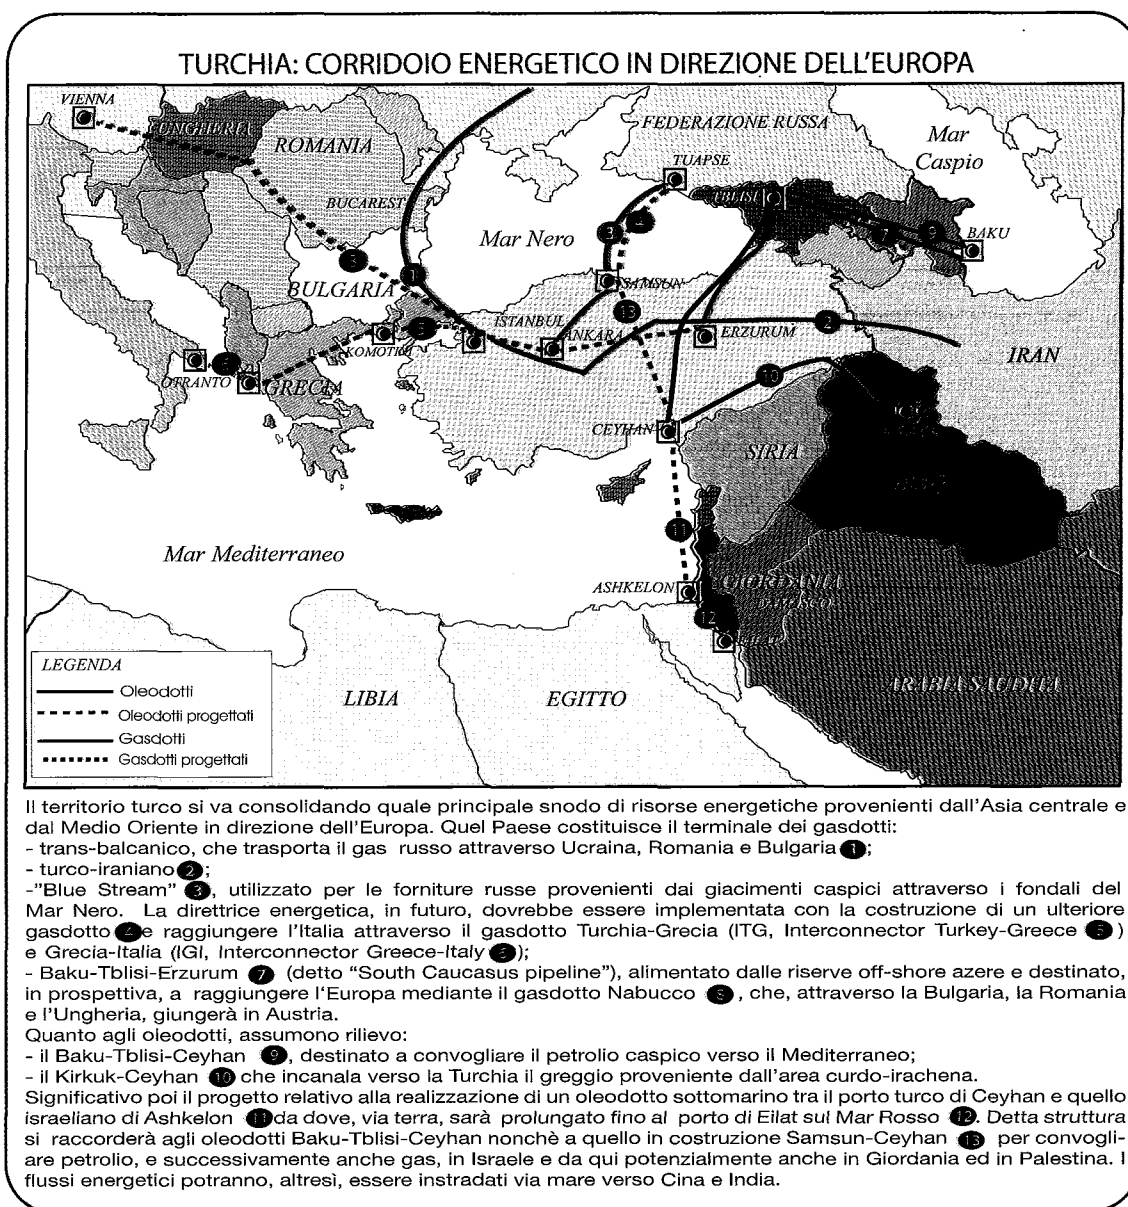 TURCHIA: CORRIDOIO ENERGETICO IN DIREZIONE DELL'EUROPA
VIENNA
UNGHERIA
ROMANIA
BUCAREST
FEDERAZIONE RUSSA
TUAPSE
Mar
Caspio
TBLISI
Mar Nero
3
7
9
BAKU
1
BULGARIA
SAMSUN
13
ISTANBUL
ANKARA
ERZURUM
2
KOMOTINI
IRAN
OTRANTO
GRECIA
10
CEYHAN
SIRIA
Mar Mediterraneo
11
ASHKELON
GIORDANIA
12
LIBIA
EGITTO
ARABIA SAUDITA
LEGENDA
Oleodotti
Oleodotti progettati
Gasdotti
Gasdotti progettati
Il territorio turco si va consolidando quale principale snodo di risorse energetiche provenienti dall'Asia centrale e
dal Medio Oriente in direzione dell'Europa. Quel Paese costituisce il terminale dei gasdotti:
- trans-balcanico, che trasporta il gas russo attraverso Ucraina, Romania e Bulgaria 1;
- turco-iraniano 2;
-"Blue Stream" 3, utilizzato per le forniture russe provenienti dai giacimenti caspici attraverso i fondali del
Mar Nero. La direttrice energetica, in futuro, dovrebbe essere implementata con la costruzione di un ulteriore
gasdotto 4 e raggiungere l'Italia attraverso il gasdotto Turchia-Grecia (ITG, Interconnector Turkey-Greece 5)
e Grecia-Italia (IGI, Interconnector Greece-Italy 6);
- Baku-Tblisi-Erzurum 7 (detto "South Caucasus pipeline"), alimentato dalle riserve off-shore azere e destinato,
in prospettiva, a raggiungere l'Europa mediante il gasdotto Nabucco 8, che, attraverso la Bulgaria, la Romania
e l'Ungheria, giungerà in Austria.
Quanto agli oleodotti, assumono rilievo:
- il Baku-Tblisi-Ceyhan 9, destinato a convogliare il petrolio caspico verso il Mediterraneo;
- il Kirkuk-Ceyhan 10 che incanala verso la Turchia il greggio proveniente dall'area curdo-irachena.
Significativo poi il progetto relativo alla realizzazione di un oleodotto sottomarino tra il porto turco di Ceyhan e quello
israeliano di Ashkelon 11 da dove, via terra, sarà prolungato fino al porto di Eilat sul Mar Rosso 12. Detta struttura
si raccorderà agli oleodotti Baku-Tblisi-Ceyhan nonchè a quello in costruzione Samsun-Ceyhan 13 per convogli-
are petrolio, e successivamente anche gas, in Israele e da qui potenzialmente anche in Giordania ed in Palestina. I
flussi energetici potranno, altresì, essere instradati via mare verso Cina e India.